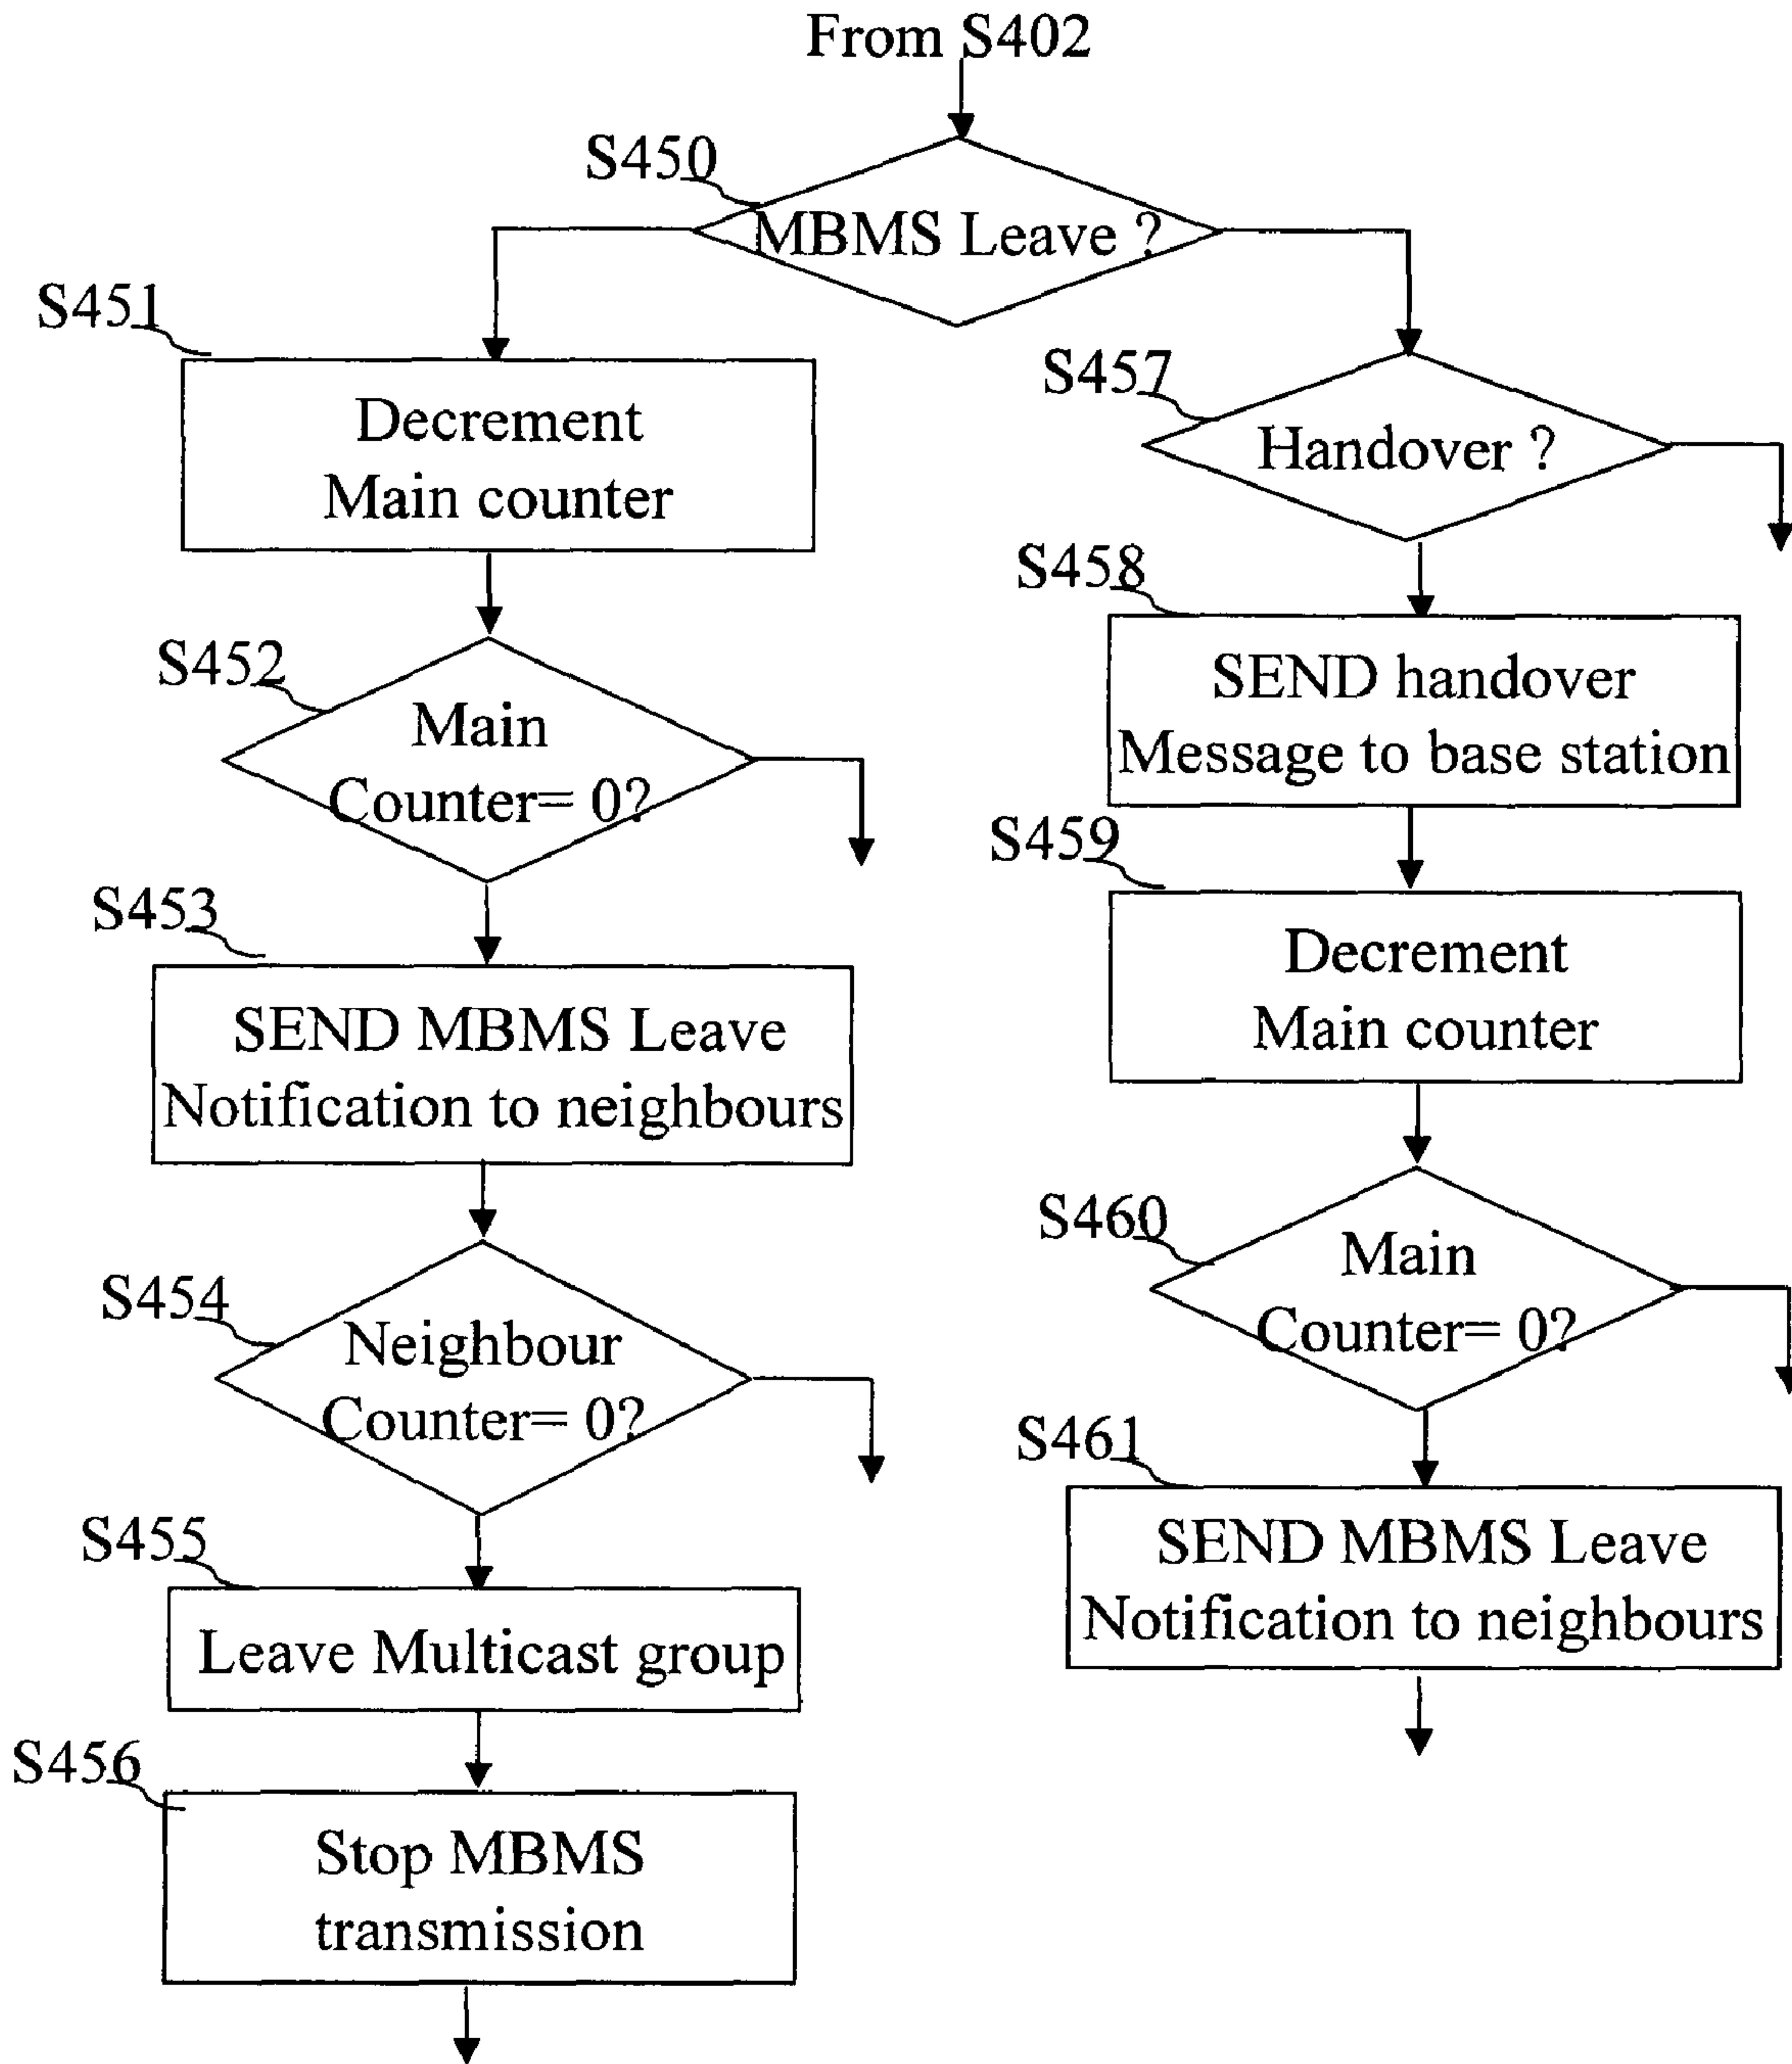 From S402
S450
MBMS Leave ?
S451
Decrement
Main counter
S452
Main
Counter= 0?
S453
SEND MBMS Leave
Notification to neighbours
S454
Neighbour
Counter= 0?
S455
Leave Multicast group
S456
Stop MBMS
transmission
S457
Handover ?
S458
SEND handover
Message to base station
S459
Decrement
Main counter
S460
Main
Counter= 0?
S461
SEND MBMS Leave
Notification to neighbours